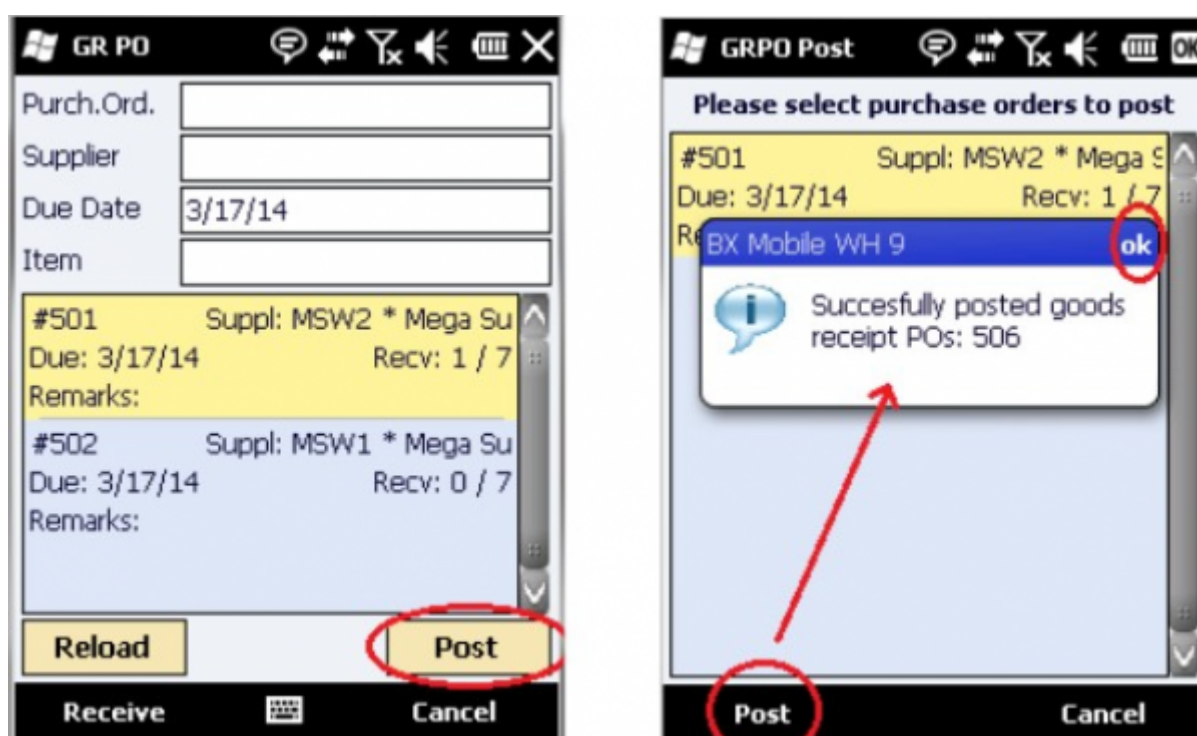 GR PO
Purch.Ord.
Supplier
Due Date 3/17/14
Item
#501 Suppl: MSW2 * Mega Su
Due: 3/17/14 Recv: 1 / 7
Remarks:
#502 Suppl: MSW1 * Mega Su
Due: 3/17/14 Recv: 0 / 7
Remarks:
Reload Post
Receive Cancel
GRPO Post OK
Please select purchase orders to post
#501 Suppl: MSW2 * Mega S
Due: 3/17/14 Recv: 1 / 7
Re
BX Mobile WH 9 ok
Succesfully posted goods
receipt POs: 506
Post Cancel